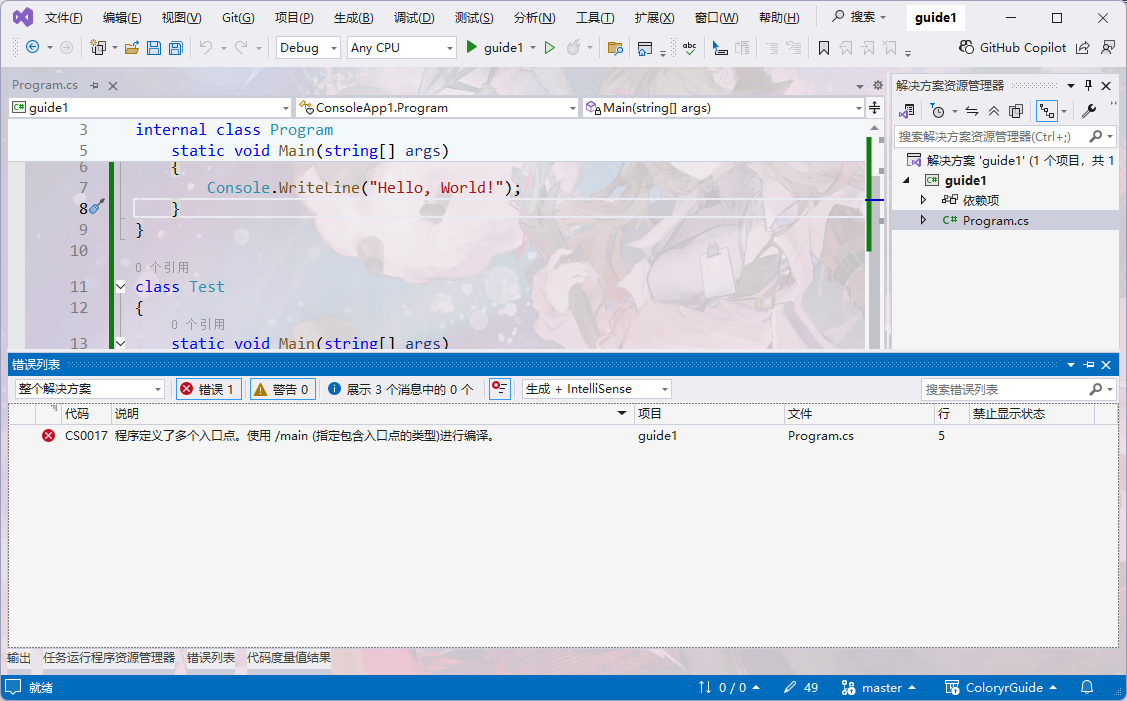 文件(F) 编辑(E) 视图(V) Git(G) 项目(P) 生成(B) 调试(D) 测试(S) 分析(N) 工具(T) 扩展(X) 窗口(W) 帮助(H) 搜索 guide1
Debug Any CPU guide1 abc GitHub Copilot
Program.cs
guide1 ConsoleApp1.Program Main(string[] args)
3 internal class Program
5 static void Main(string[] args)
6 {
7 Console.WriteLine("Hello, World!");
8 }
9 }
10
0 个引用
11 class Test
12 {
0 个引用
13 static void Main(string[] args)
解决方案资源管理器
搜索解决方案资源管理器(Ctrl+;)
解决方案 'guide1' (1 个项目，共 1
guide1
依赖项
C# Program.cs
错误列表
整个解决方案 错误 1 警告 0 展示 3 个消息中的 0 个 生成 + IntelliSense 搜索错误列表
代码 说明 项目 文件 行 禁止显示状态
CS0017 程序定义了多个入口点。使用 /main (指定包含入口点的类型)进行编译。 guide1 Program.cs 5
输出 任务运行程序资源管理器 错误列表 代码度量值结果
就绪 0 / 0 49 master ColoryrGuide